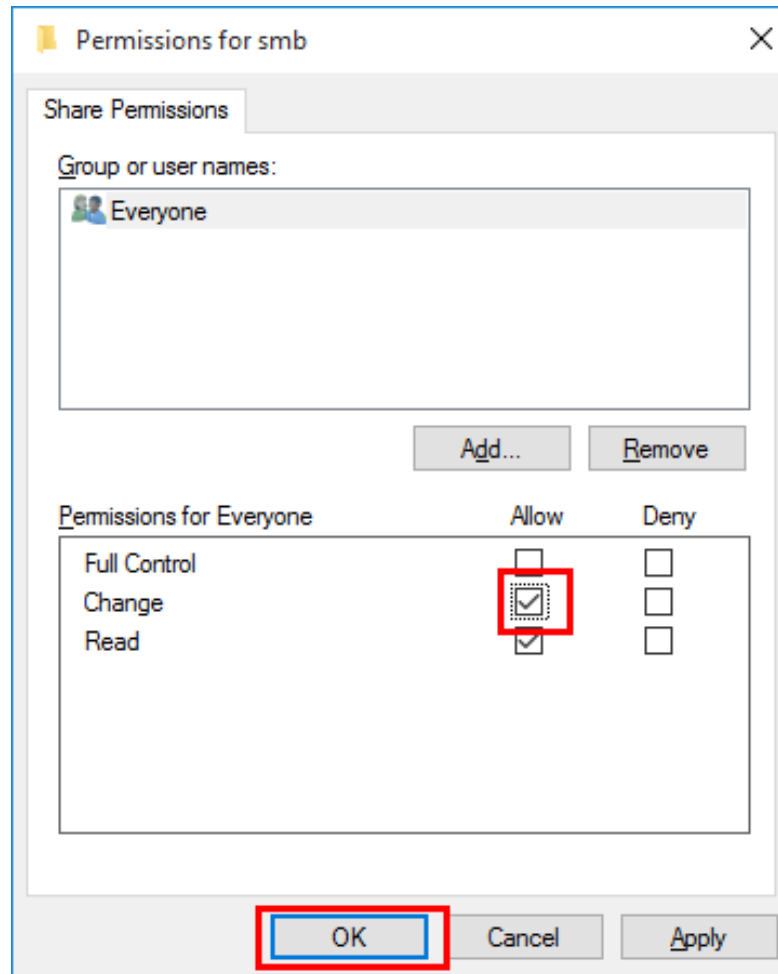 Permissions for smb
Share Permissions
Group or user names:
Everyone
Add...
Remove
Permissions for Everyone Allow Deny
Full Control
Change
Read
OK Cancel Apply